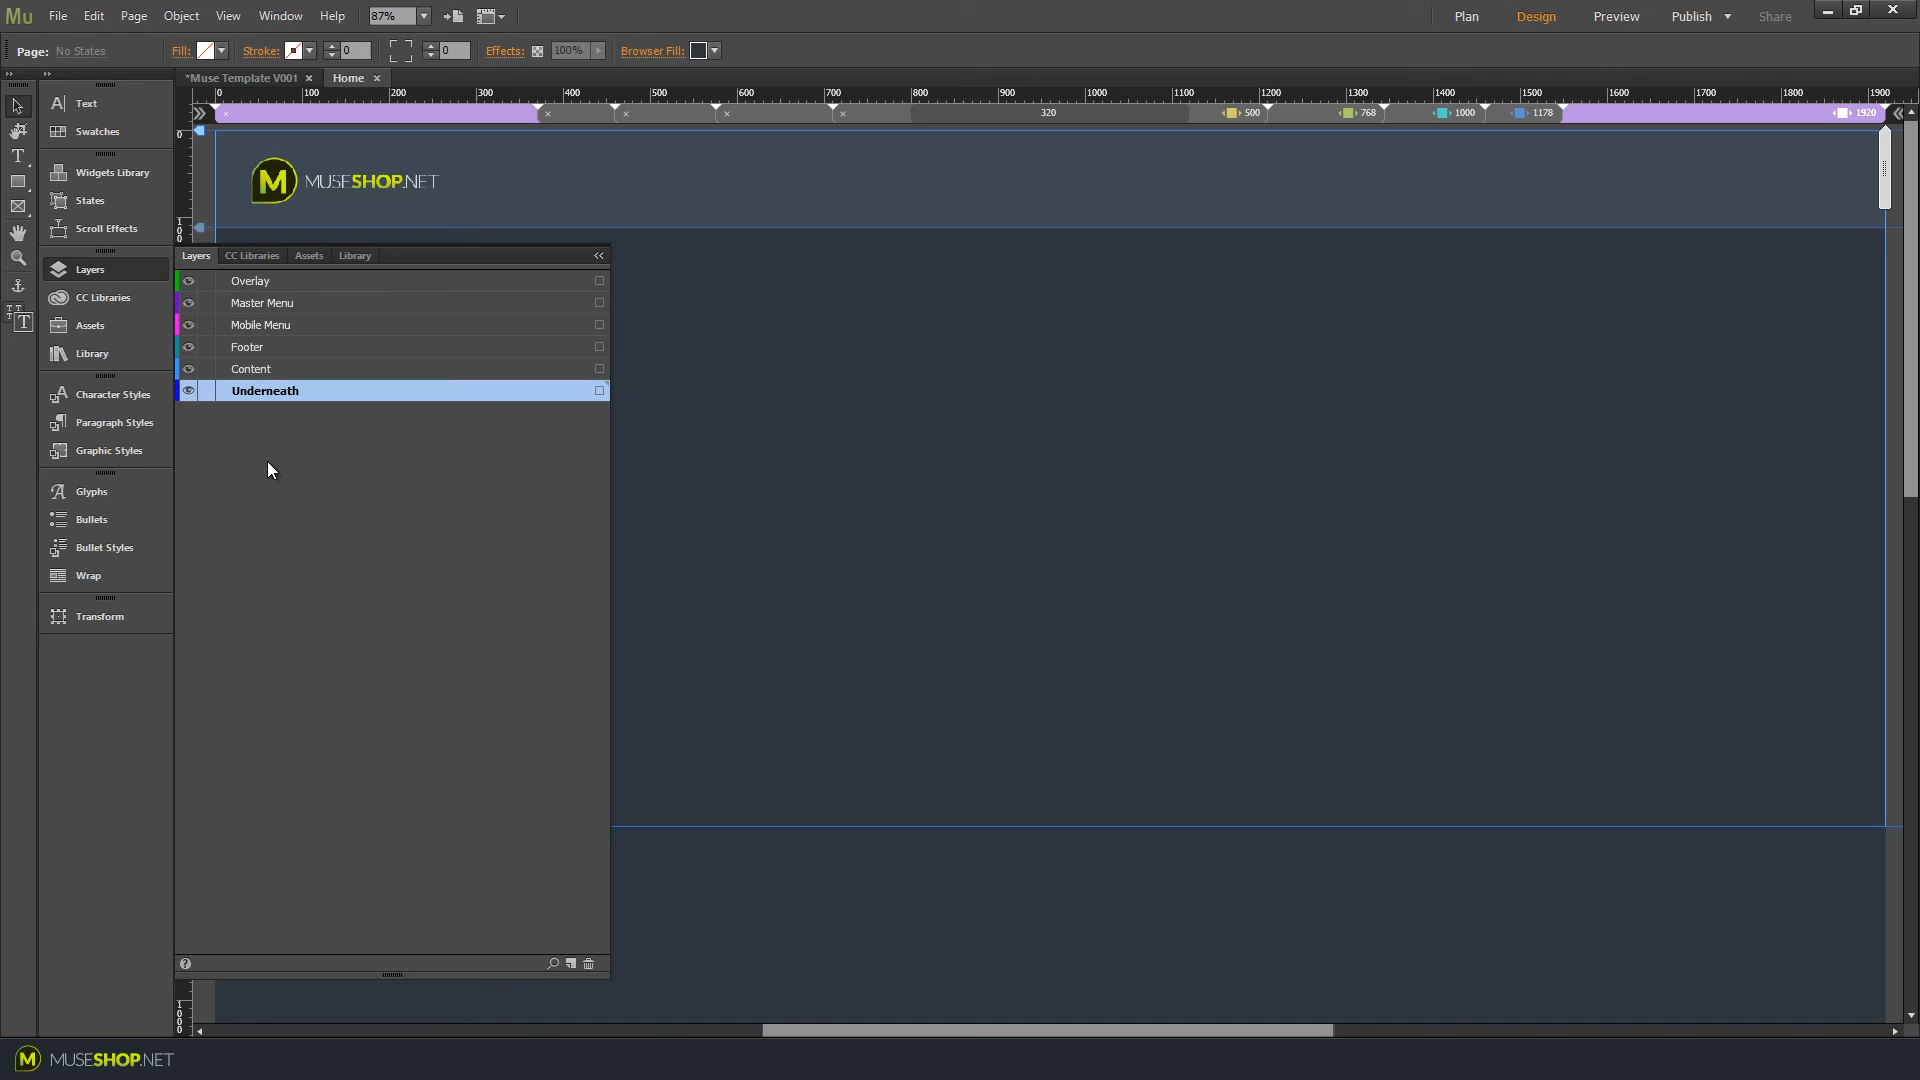 Mu File Edit Page Object View Window Help 87% Plan Design Preview Publish Share
Page: No States Fill: Stroke: 0 0 Effects: 100% Browser Fill:
*Muse Template V001 × Home ×
0 100 200 300 400 500 600 700 800 900 1000 1100 1200 1300 1400 1500 1600 1700 1800 1900
320 500 768 1000 1178 1920
Text
Swatches
Widgets Library
States
Scroll Effects
Layers
CC Libraries
Assets
Library
Character Styles
Paragraph Styles
Graphic Styles
Glyphs
Bullets
Bullet Styles
Wrap
Transform
0
100
M MUSESHOP.NET
Layers CC Libraries Assets Library
Overlay
Master Menu
Mobile Menu
Footer
Content
Underneath
1000
M MUSESHOP.NET